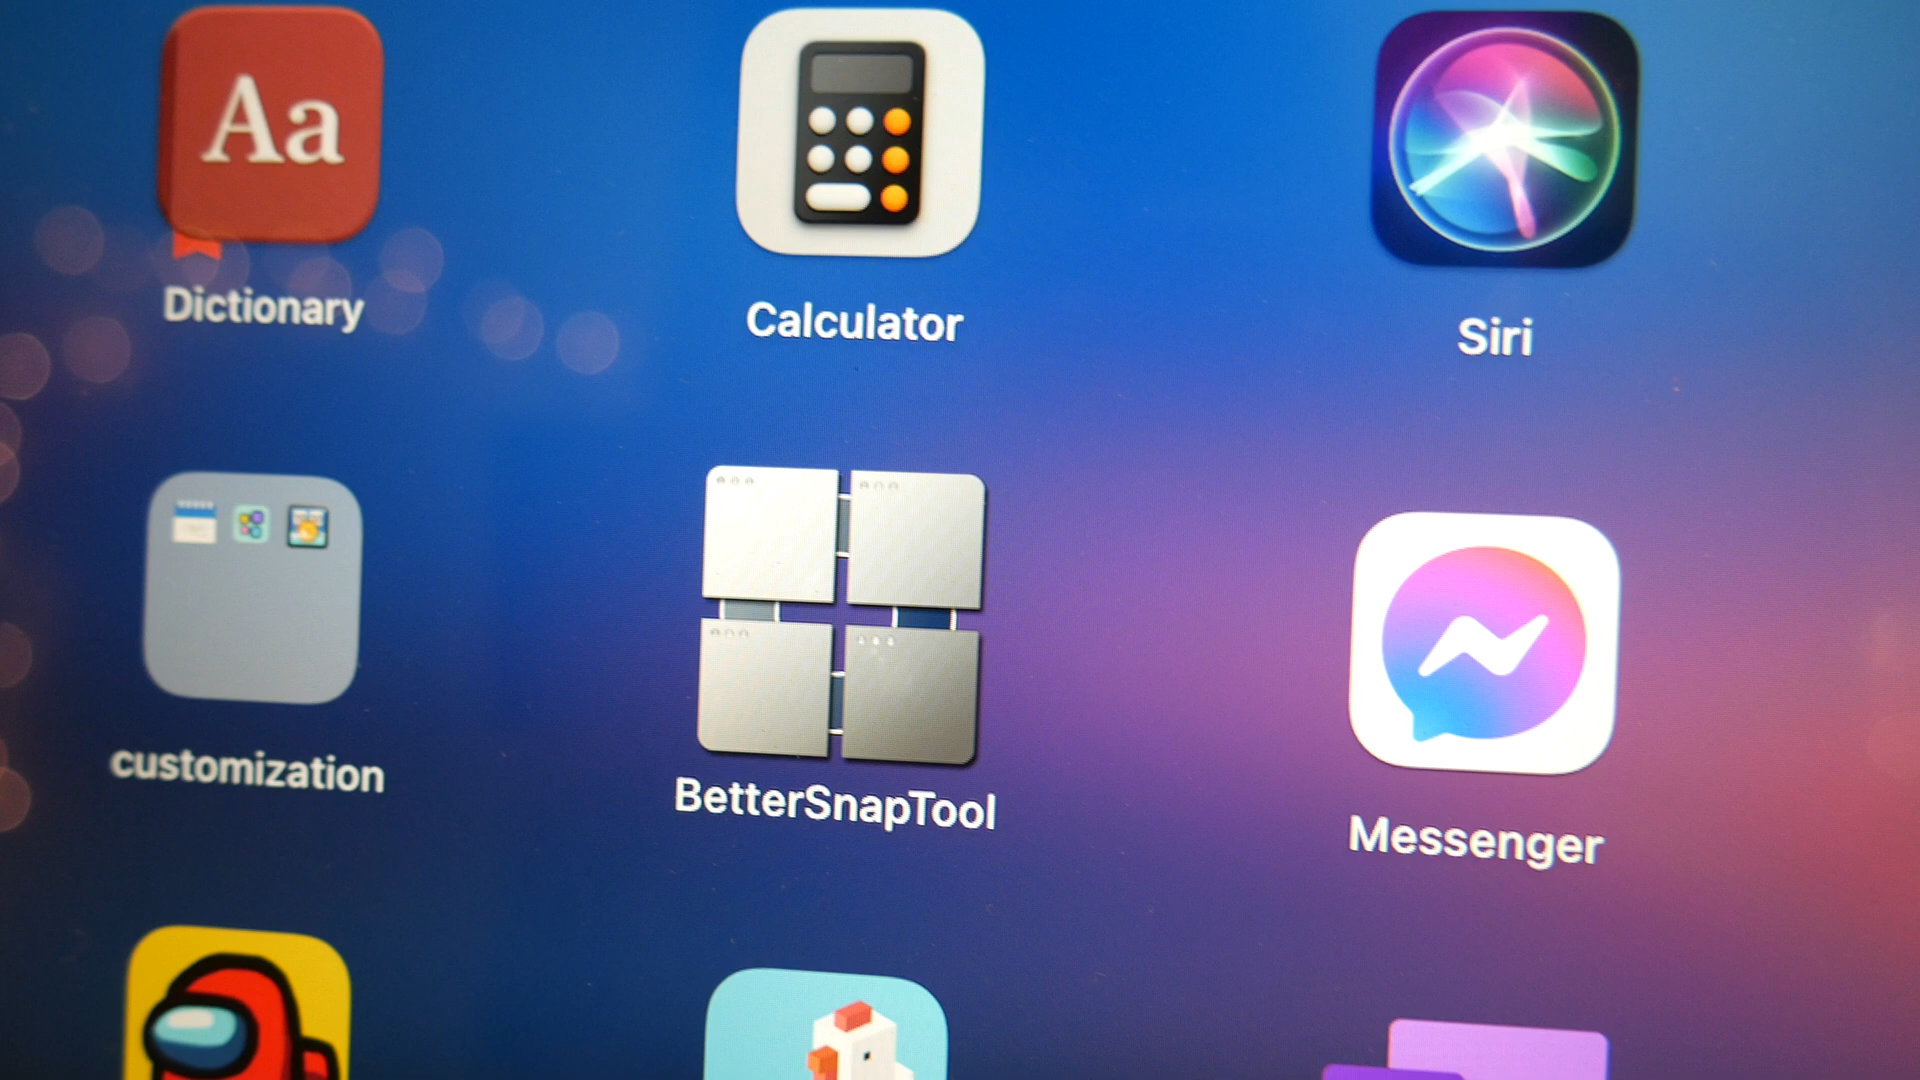 Aa
Dictionary
Calculator
Siri
customization
BetterSnapTool
Messenger